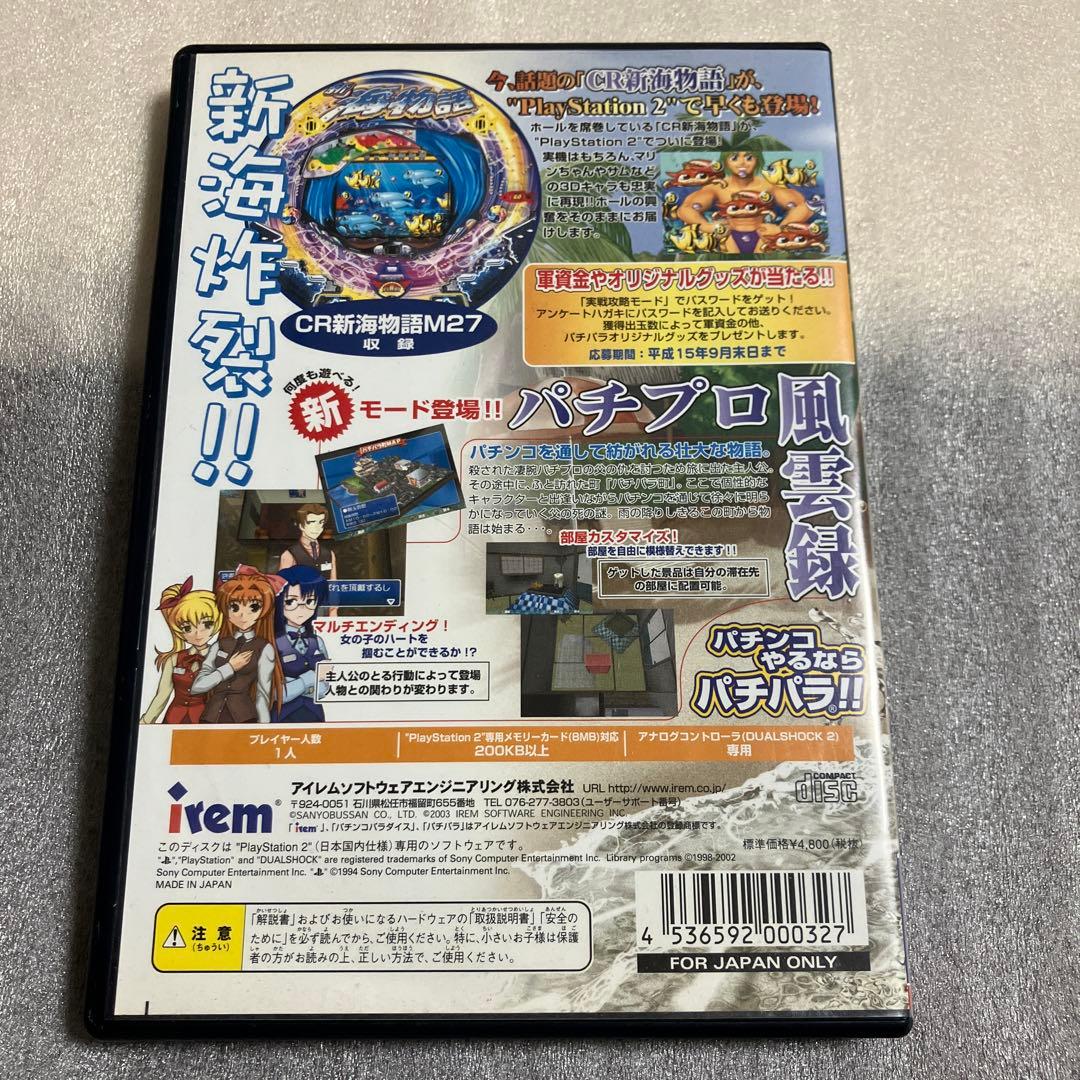 新海炸裂!!
海物語
CR新海物語M27
収録
今、話題の「CR新海物語」が、
"PlayStation 2"で早くも登場!
ホールを席巻している「CR新海物語」が、
"PlayStation 2"でついに登場!
実機はもちろん、マリ
ンちゃんやサムなど
の3Dキャラも忠実
に再現!!ホールの興
奮をそのままにお届
けします。
軍資金やオリジナルグッズが当たる!!
「実戦攻略モード」でパスワードをゲット!
アンケートハガキにパスワードを記入してお送りください。
獲得出玉数によって軍資金の他、
パチパラオリジナルグッズをプレゼントします。
応募期間:平成15年9月末日まで
何度も遊べる!
新モード登場!!
パチプロ風雲録
パチンコを通して紡がれる壮大な物語。
殺された凄腕パチプロの父の仇を討つため旅に出た主人公。
その途中に、ふと訪れた町「パチパラ町」。ここで個性的な
キャラクターと出逢いながらパチンコを通じて徐々に明ら
かになっていく父の死の謎。雨の降りしきるこの町から物
語は始まる・・・。
パチパラ町MAP
ぱれを頂戴するし
部屋カスタマイズ!
部屋を自由に模様替えできます!!
ゲットした景品は自分の滞在先
の部屋に配置可能。
マルチエンディング!
女の子のハートを
掴むことができるか!?
主人公のとる行動によって登場
人物との関わりが変わります。
パチンコ
やるなら
パチパラ!!
®
プレイヤー人数
1人
"PlayStation 2"専用メモリーカード(8MB)対応
200KB以上
アナログコントローラ(DUALSHOCK 2)
専用
irem®
アイレムソフトウェアエンジニアリング株式会社 URL http://www.irem.co.jp/
〒924-0051 石川県松任市福留町655番地 TEL 076-277-3803(ユーザーサポート番号)
©SANYOBUSSAN CO., LTD. ©2003 IREM SOFTWARE ENGINEERING INC.
「irem」、「パチンコパラダイス」、「パチパラ」はアイレムソフトウェアエンジニアリング株式会社の登録商標です。
COMPACT
disc
このディスクは "PlayStation 2"(日本国内仕様)専用のソフトウェアです。
標準価格¥4,800(税抜)
","PlayStation" and "DUALSHOCK" are registered trademarks of Sony Computer Entertainment Inc. Library programs ©1998-2002
Sony Computer Entertainment Inc. " " ©1994 Sony Computer Entertainment Inc.
MADE IN JAPAN
注意
(ちゅうい)
「解説書」およびお使いになるハードウェアの「取扱説明書」「安全の
ために」を必ず読んでから、ご使用ください。特に、小さいお子様は保護
者の方がお読みの上、正しい方法で、ご使用ください。
4 536592 000327
FOR JAPAN ONLY